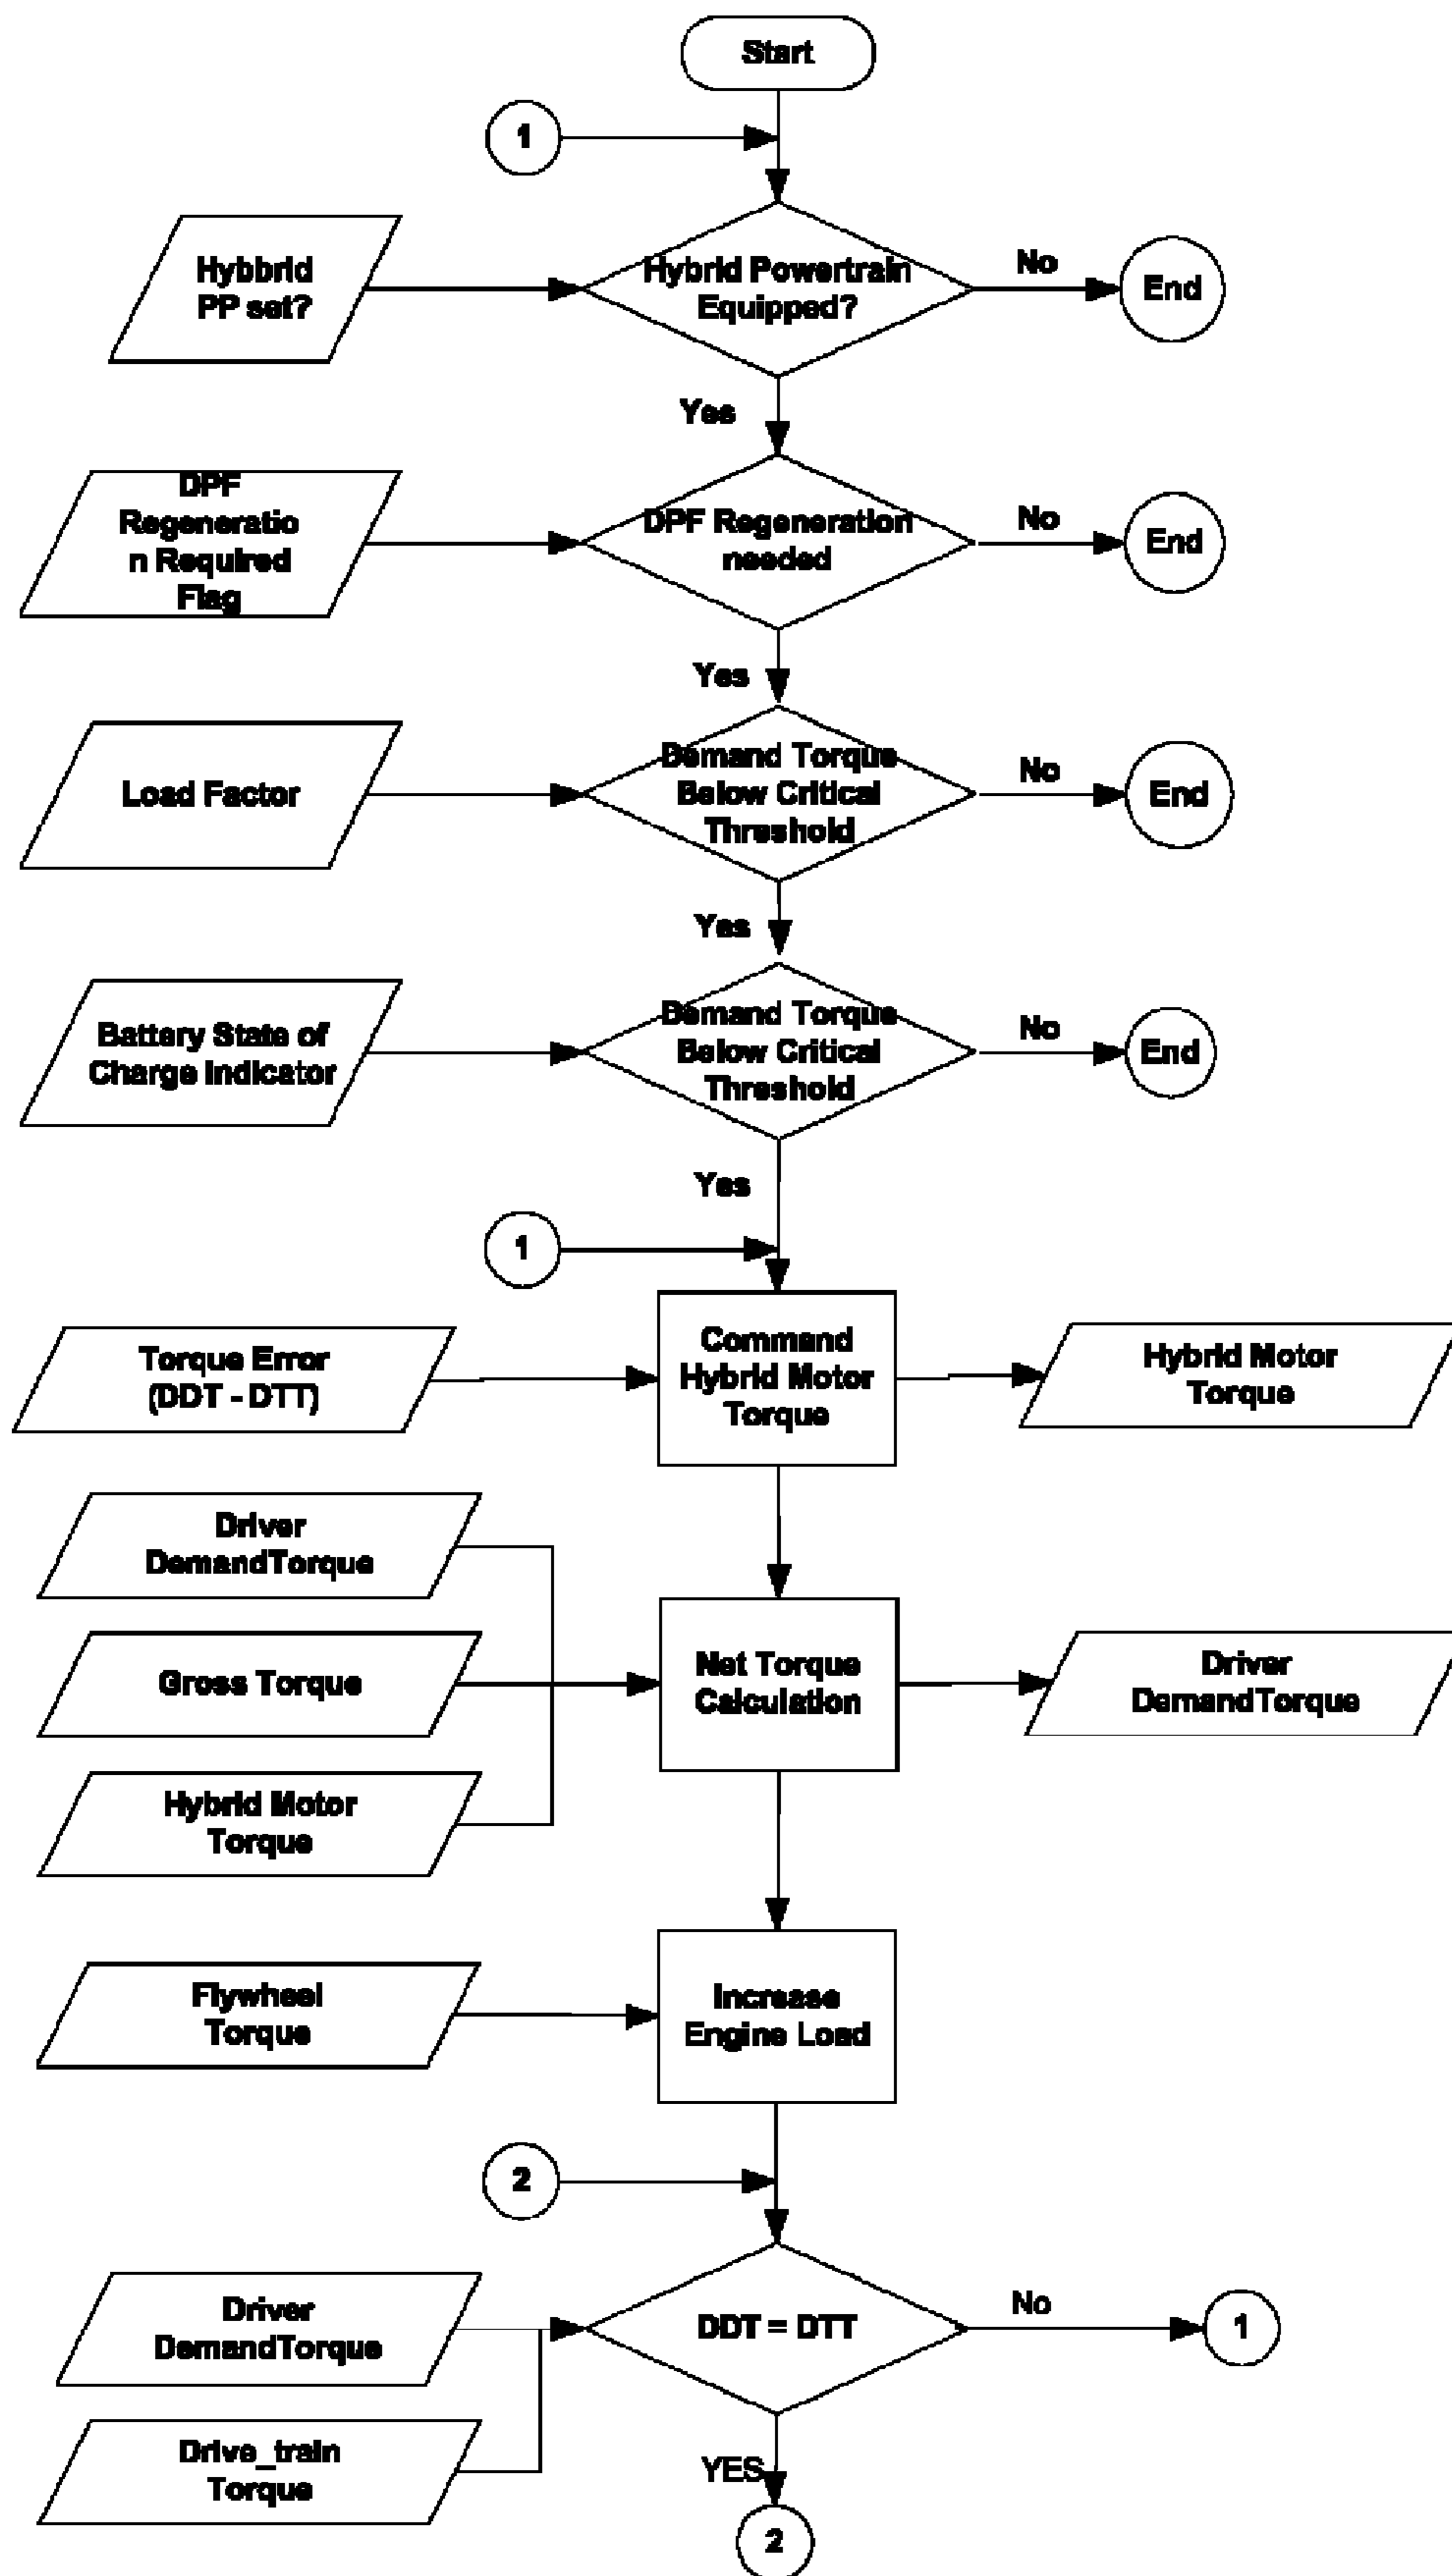 Start
1
Hybbrid
PP set?
Hybrid Powertrain
Equipped?
No
End
Yes
DPF
Regeneratio
n Required
Flag
DPF Regeneration
needed
No
End
Yes
Load Factor
Demand Torque
Below Critical
Threshold
No
End
Yes
Battery State of
Charge Indicator
Demand Torque
Below Critical
Threshold
No
End
Yes
1
Torque Error
(DDT - DTT)
Command
Hybrid Motor
Torque
Hybrid Motor
Torque
Driver
DemandTorque
Gross Torque
Net Torque
Calculation
Driver
DemandTorque
Hybrid Motor
Torque
Flywheel
Torque
Increase
Engine Load
2
Driver
DemandTorque
DDT = DTT
No
1
Drive_train
Torque
YES
2